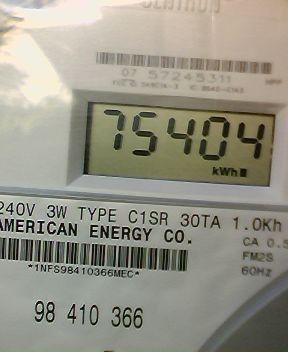 CENTRON
07 57245311
75404
kWh
240V 3W TYPE C1SR 30TA 1.0Kh
AMERICAN ENERGY CO.
CA 0.5
FM2S
60Hz
*1NFS98410366MEC*
98 410 366